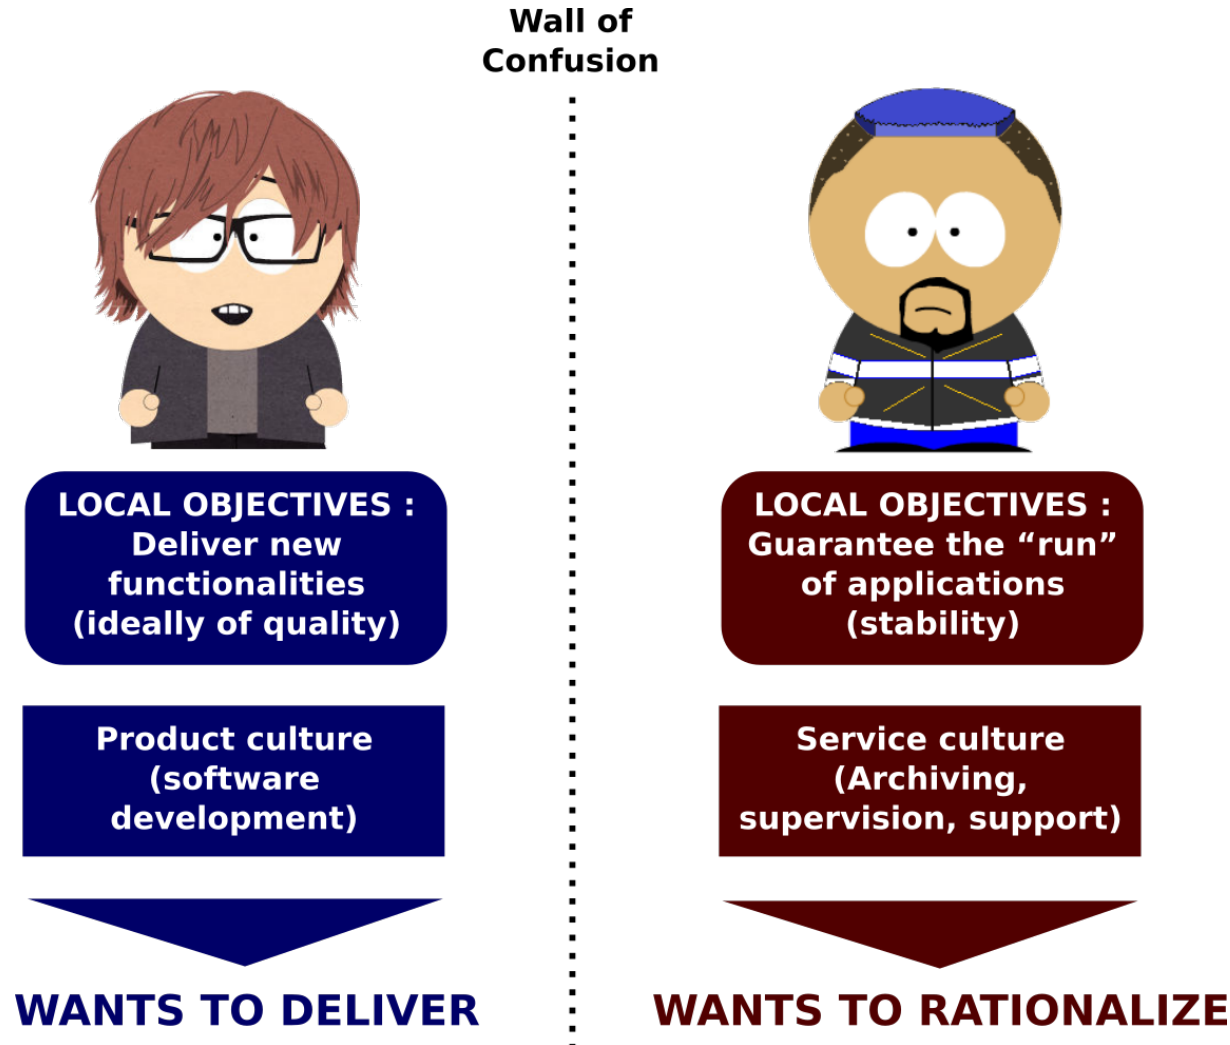 Wall of
Confusion
LOCAL OBJECTIVES :
Deliver new
functionalities
(ideally of quality)
Product culture
(software
development)
WANTS TO DELIVER
LOCAL OBJECTIVES :
Guarantee the “run”
of applications
(stability)
Service culture
(Archiving,
supervision, support)
WANTS TO RATIONALIZE